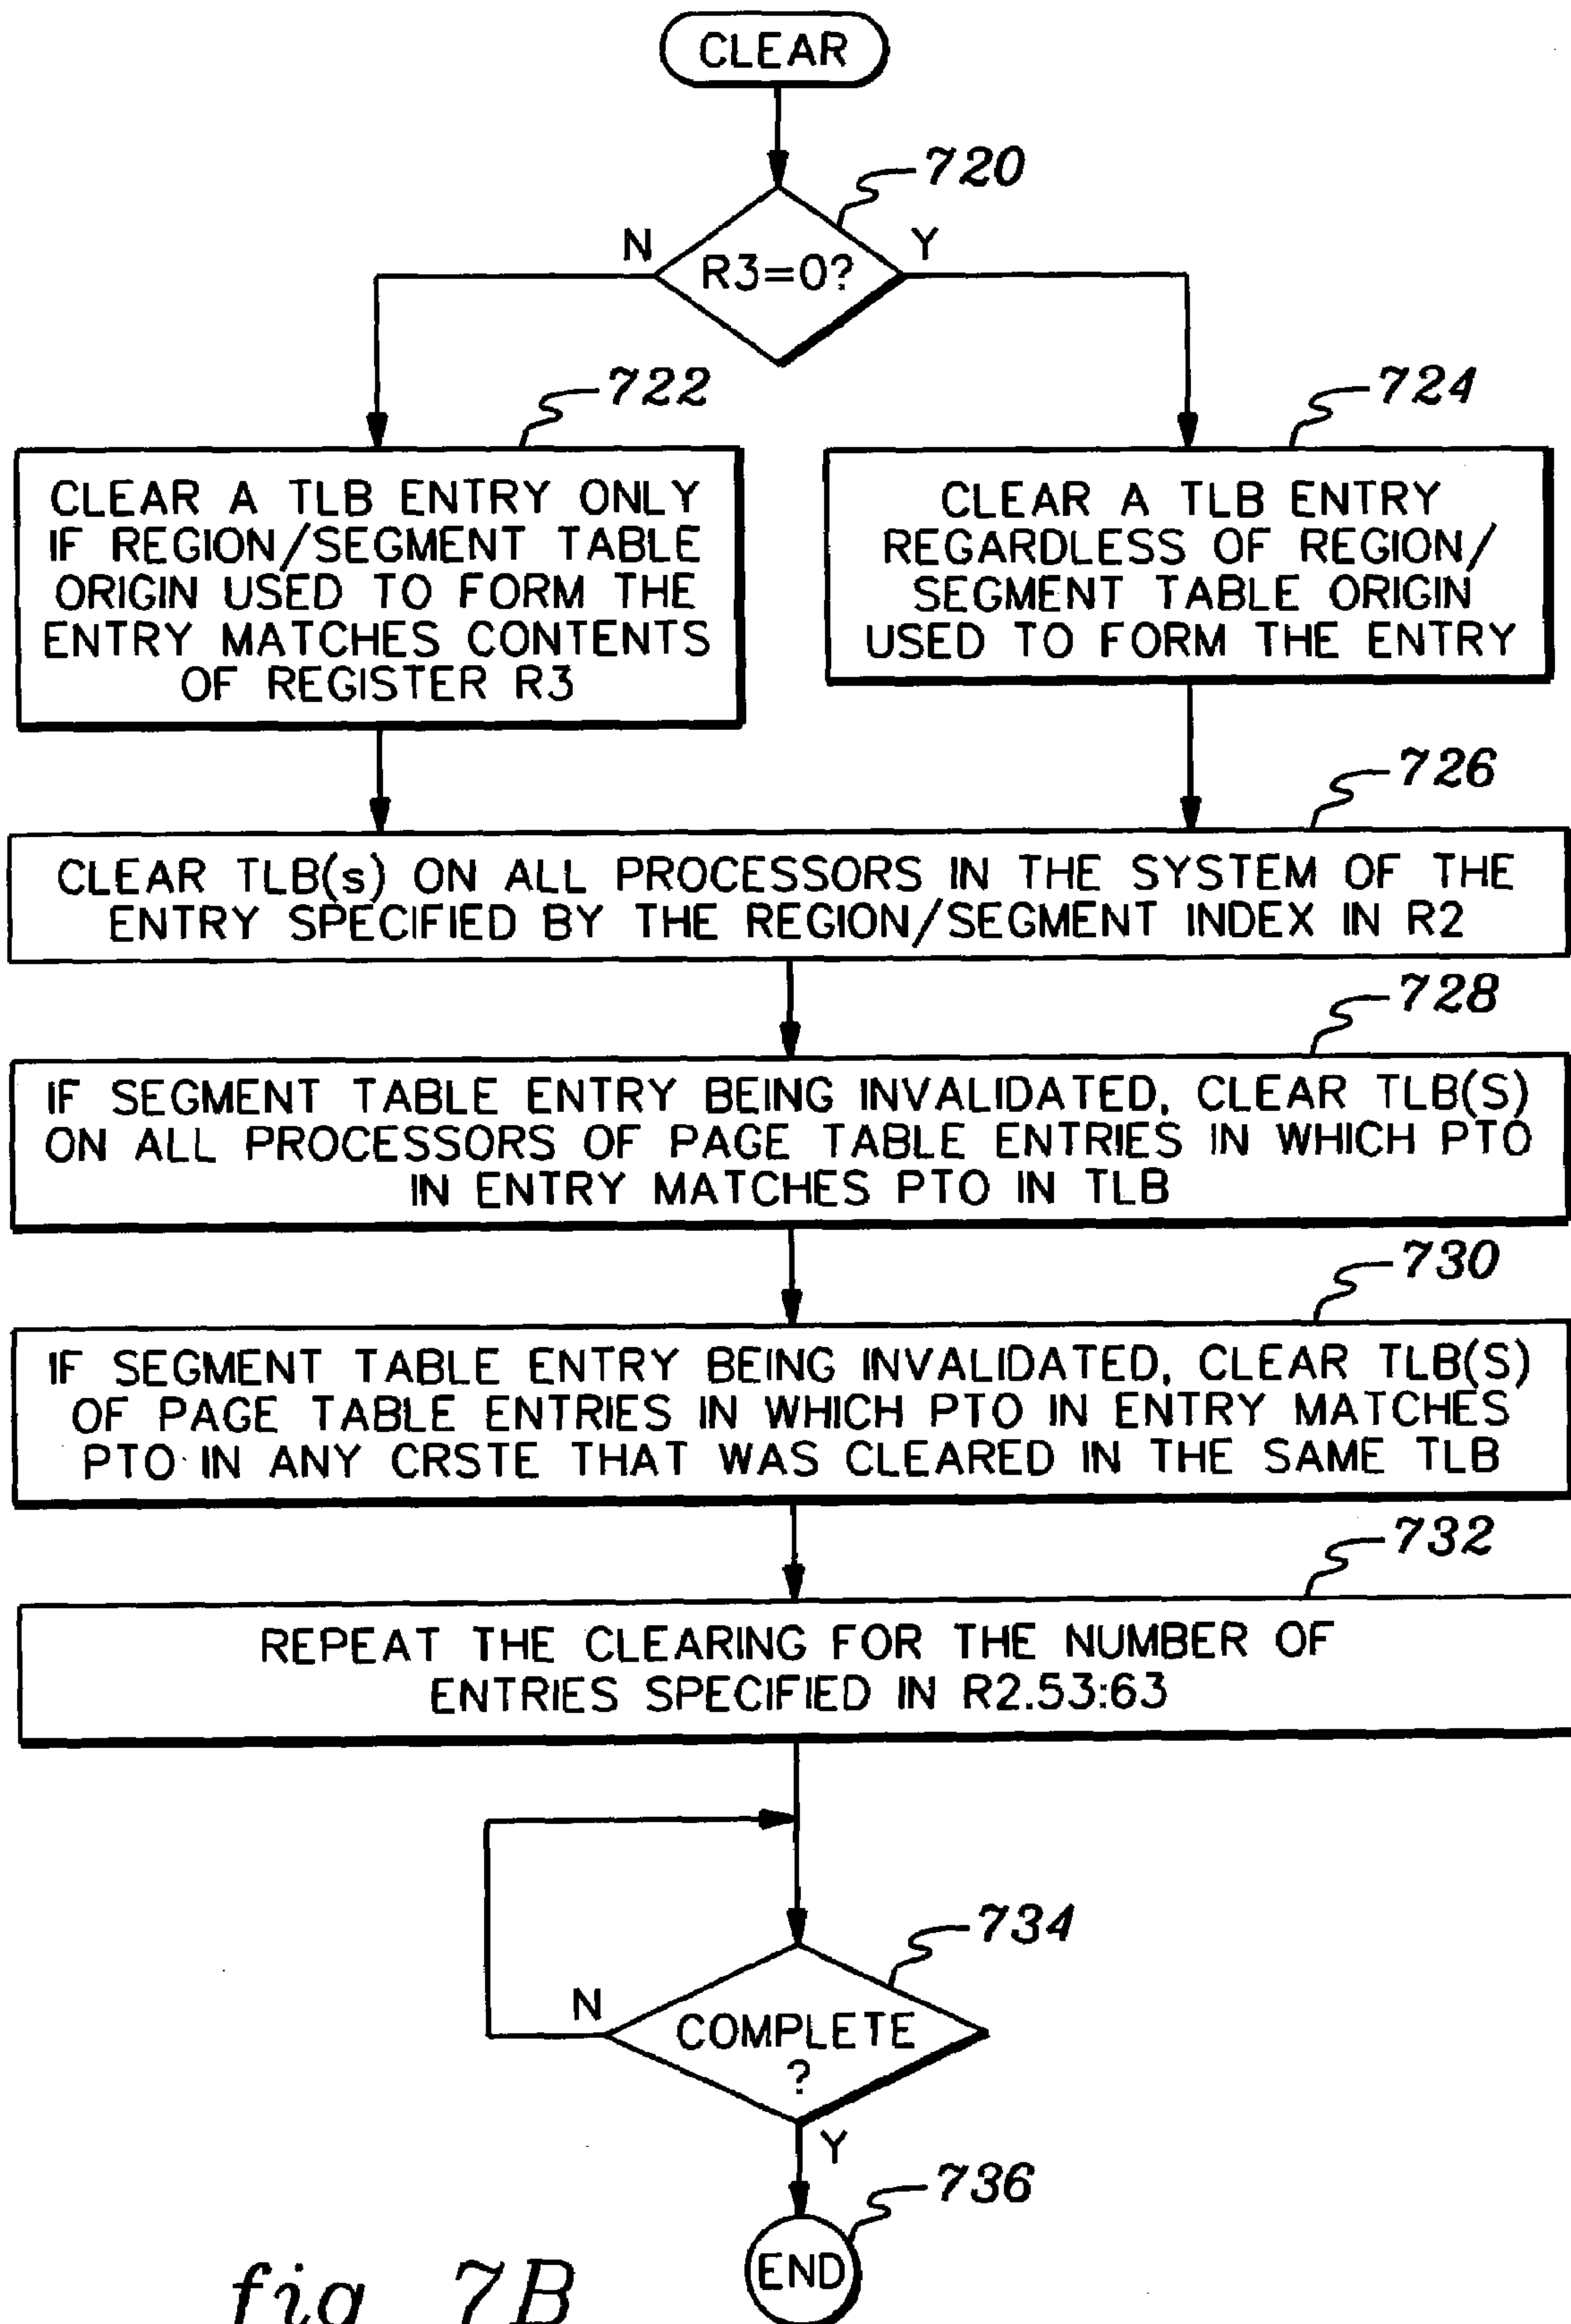 CLEAR
720
N
Y
R3=0?
722
724
CLEAR A TLB ENTRY ONLY
IF REGION/SEGMENT TABLE
ORIGIN USED TO FORM THE
ENTRY MATCHES CONTENTS
OF REGISTER R3
CLEAR A TLB ENTRY
REGARDLESS OF REGION/
SEGMENT TABLE ORIGIN
USED TO FORM THE ENTRY
726
CLEAR TLB(s) ON ALL PROCESSORS IN THE SYSTEM OF THE
ENTRY SPECIFIED BY THE REGION/SEGMENT INDEX IN R2
728
IF SEGMENT TABLE ENTRY BEING INVALIDATED, CLEAR TLB(S)
ON ALL PROCESSORS OF PAGE TABLE ENTRIES IN WHICH PTO
IN ENTRY MATCHES PTO IN TLB
730
IF SEGMENT TABLE ENTRY BEING INVALIDATED, CLEAR TLB(S)
OF PAGE TABLE ENTRIES IN WHICH PTO IN ENTRY MATCHES
PTO IN ANY CRSTE THAT WAS CLEARED IN THE SAME TLB
732
REPEAT THE CLEARING FOR THE NUMBER OF
ENTRIES SPECIFIED IN R2.53:63
734
N
COMPLETE
?
Y
736
END
fig 7B